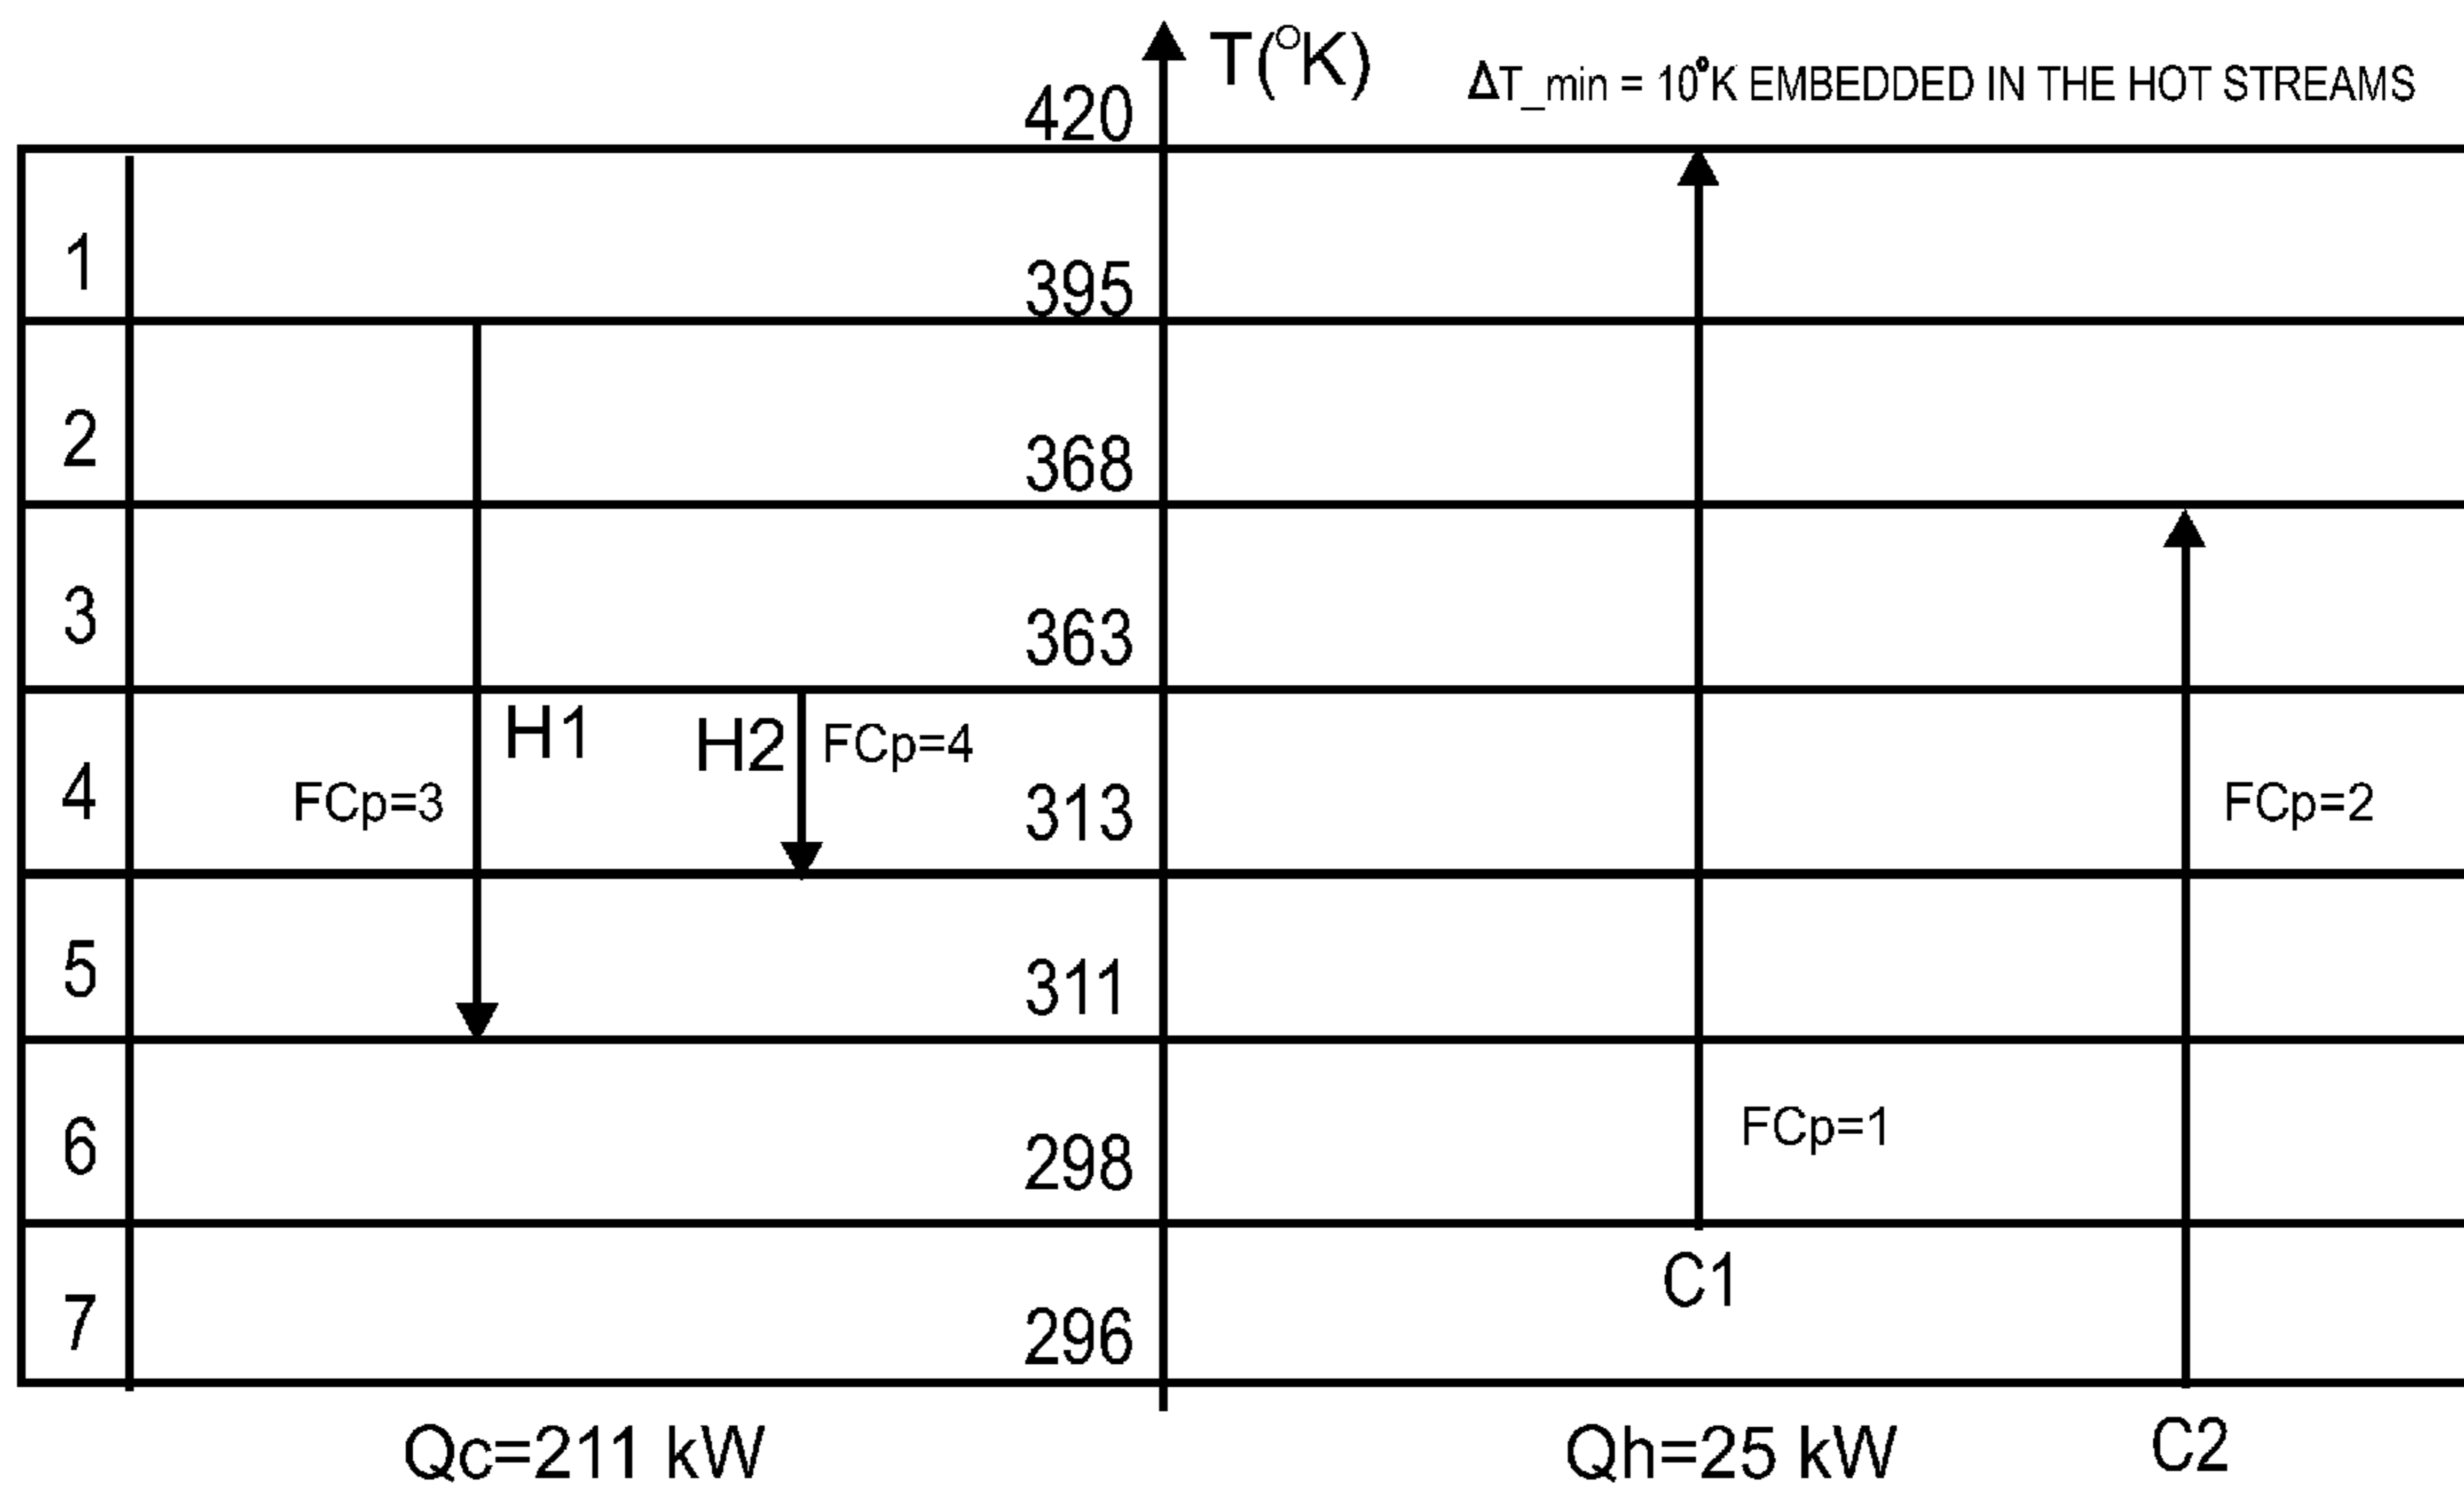 T(°K)
ΔT_min = 10°K EMBEDDED IN THE HOT STREAMS
420
1
395
2
368
3
363
H1
H2
FCp=4
4
FCp=3
313
FCp=2
5
311
6
298
FCp=1
C1
7
296
Qc=211 kW
Qh=25 kW
C2